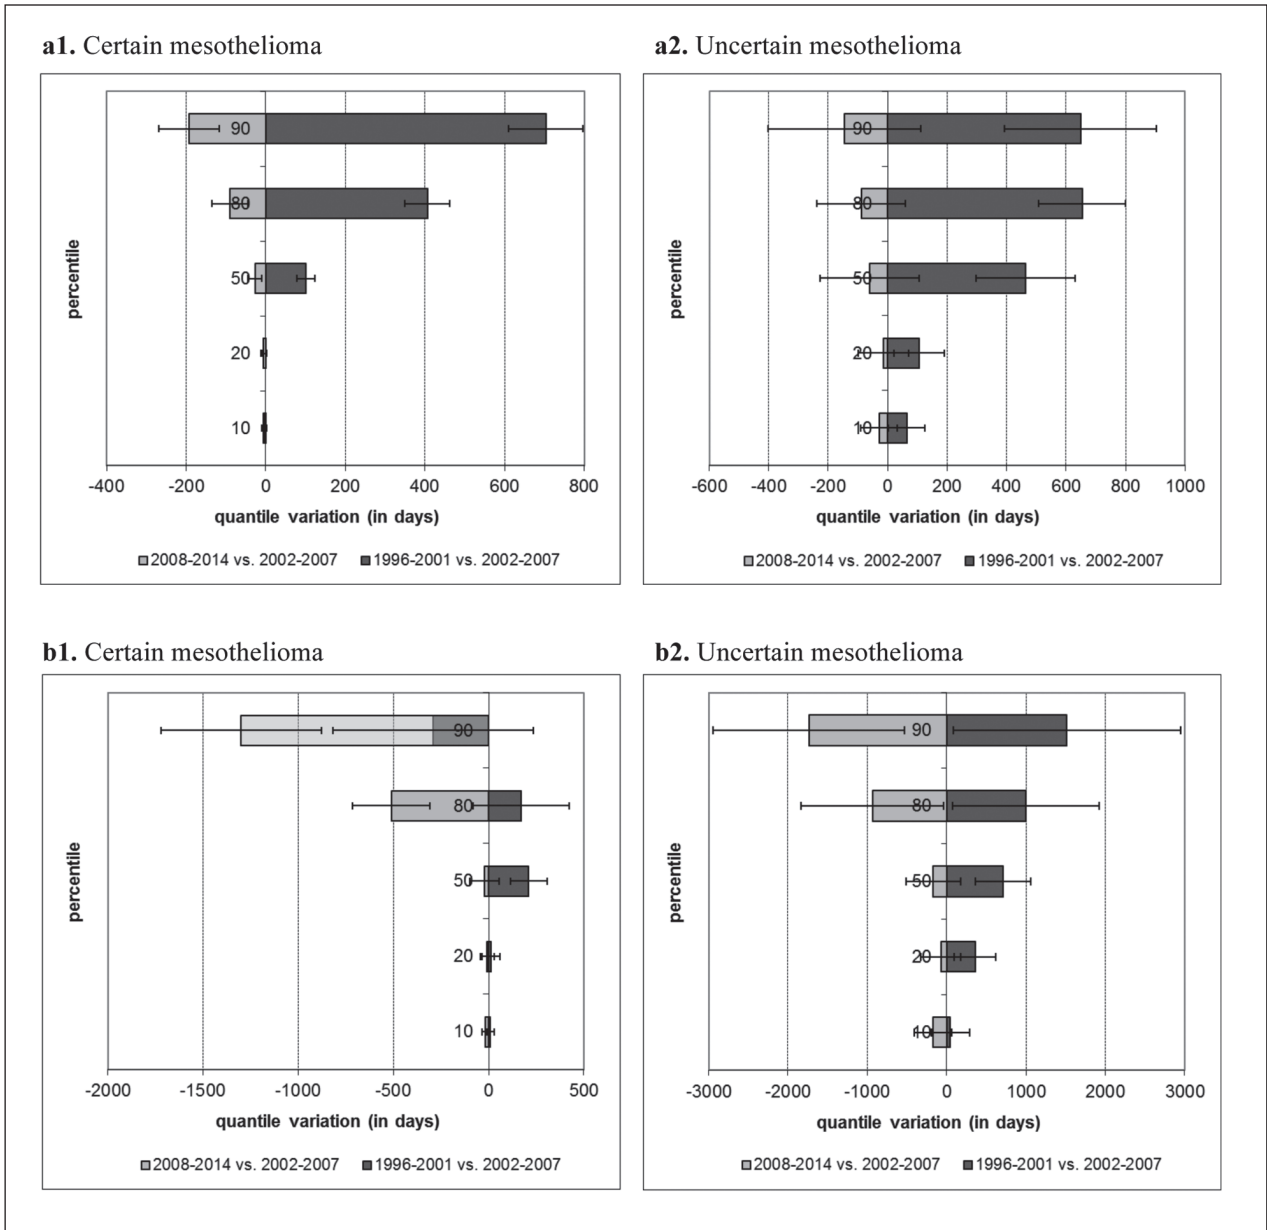 a1. Certain mesothelioma
percentile
90
80
50
20
10
-400 -200 0 200 400 600 800
quantile variation (in days)
2008-2014 vs. 2002-2007 1996-2001 vs. 2002-2007
a2. Uncertain mesothelioma
percentile
90
80
50
20
10
-600 -400 -200 0 200 400 600 800 1000
quantile variation (in days)
2008-2014 vs. 2002-2007 1996-2001 vs. 2002-2007
b1. Certain mesothelioma
percentile
90
80
50
20
10
-2000 -1500 -1000 -500 0 500
quantile variation (in days)
2008-2014 vs. 2002-2007 1996-2001 vs. 2002-2007
b2. Uncertain mesothelioma
percentile
90
80
50
20
10
-3000 -2000 -1000 0 1000 2000 3000
quantile variation (in days)
2008-2014 vs. 2002-2007 1996-2001 vs. 2002-2007